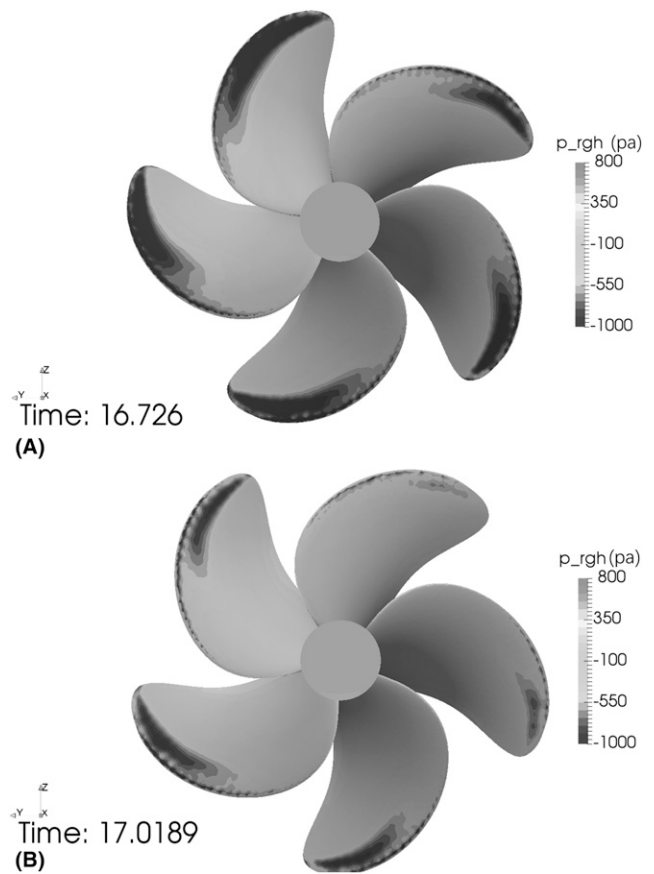 p_rgh (pa)
800
350
-100
-550
-1000
Z
Y X
Time: 16.726
(A)
p_rgh (pa)
800
350
-100
-550
-1000
Z
Y X
Time: 17.0189
(B)